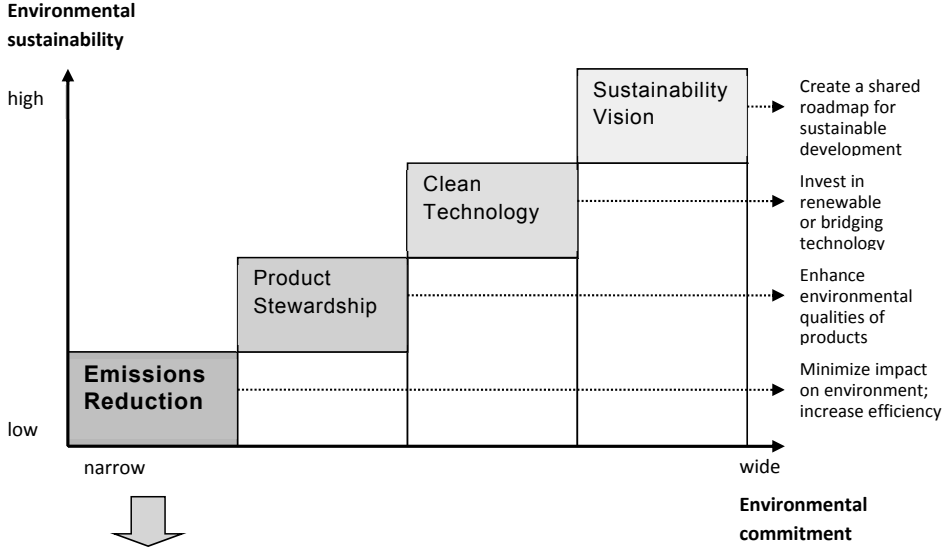 Environmental
sustainability
high
Sustainability
Vision
Create a shared
roadmap for
sustainable
development
Clean
Technology
Invest in
renewable
or bridging
technology
Product
Stewardship
Enhance
environmental
qualities of
products
Emissions
Reduction
Minimize impact
on environment;
increase efficiency
low
narrow
wide
Environmental
commitment